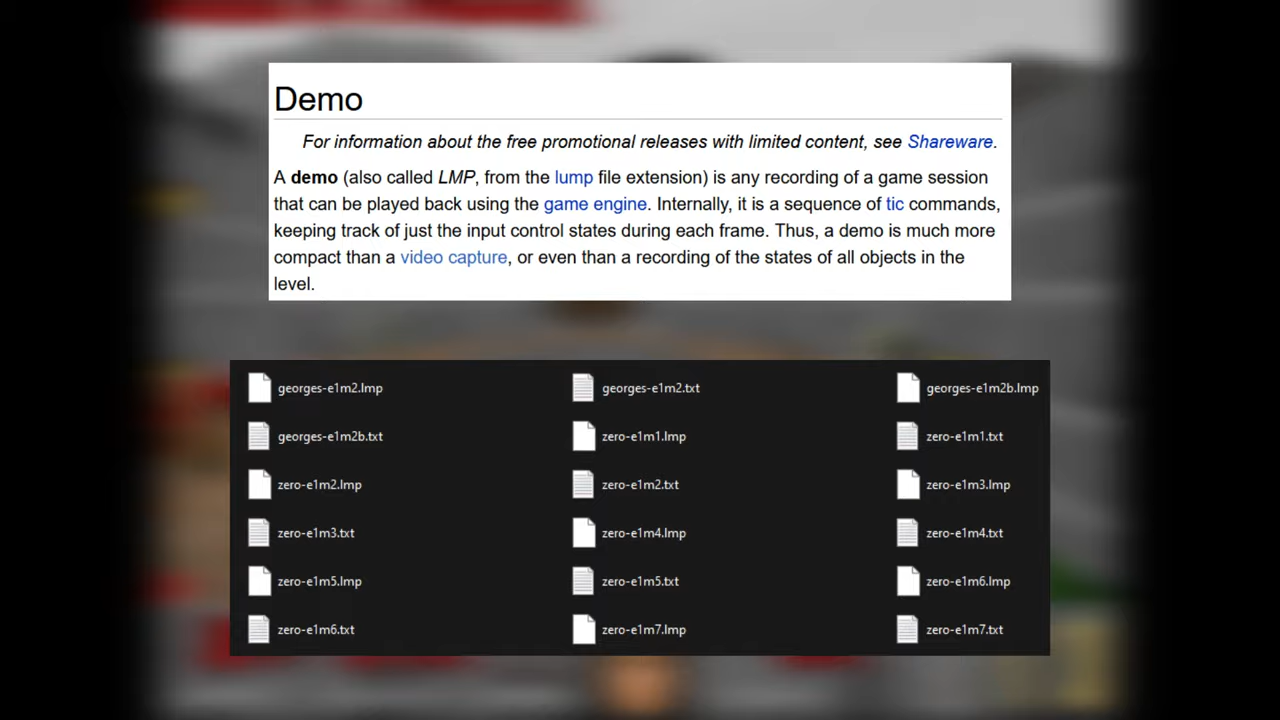 Demo
For information about the free promotional releases with limited content, see Shareware.
A demo (also called LMP, from the lump file extension) is any recording of a game session
that can be played back using the game engine. Internally, it is a sequence of tic commands,
keeping track of just the input control states during each frame. Thus, a demo is much more
compact than a video capture, or even than a recording of the states of all objects in the
level.
georges-e1m2.lmp georges-e1m2.txt georges-e1m2b.lmp
georges-e1m2b.txt zero-e1m1.lmp zero-e1m1.txt
zero-e1m2.lmp zero-e1m2.txt zero-e1m3.lmp
zero-e1m3.txt zero-e1m4.lmp zero-e1m4.txt
zero-e1m5.lmp zero-e1m5.txt zero-e1m6.lmp
zero-e1m6.txt zero-e1m7.lmp zero-e1m7.txt